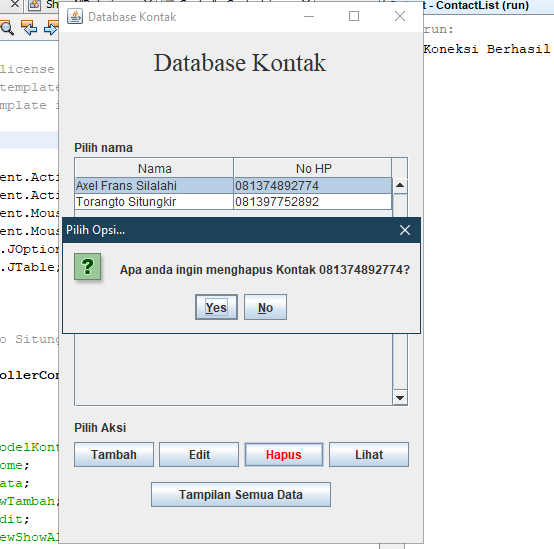 Database Kontak
t - ContactList (run)
run:
Koneksi Berhasil
Database Kontak
license
template
mplate i
Pilih nama
Nama No HP
Axel Frans Silalahi 081374892774
Torangto Situngkir 081397752892
ent.Acti
ent.Acti
ent.Mous
ent.Mous
.JOption
.JTable;
Pilih Opsi...
?
Apa anda ingin menghapus Kontak 081374892774?
Yes No
o Situng
ollerCon
Pilih Aksi
Tambah Edit Hapus Lihat
Tampilan Semua Data
odelKont
ome;
ata;
ewTambah;
dit;
ewShowAl